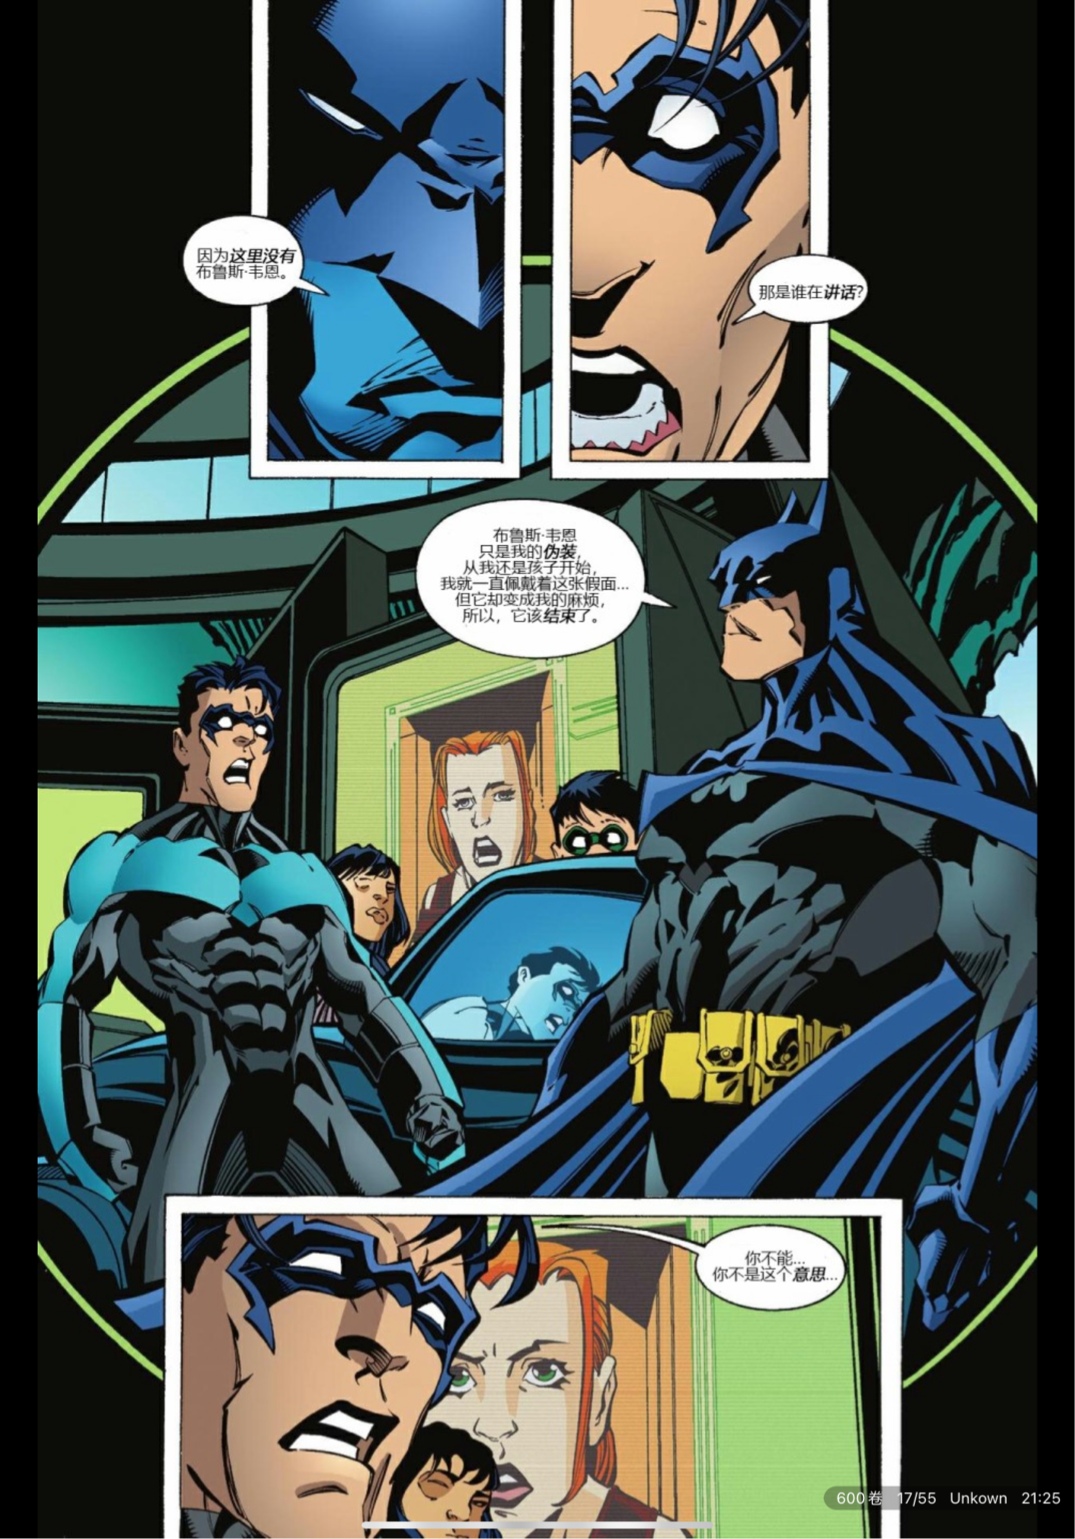 因为这里没有
布鲁斯·韦恩。
那是谁在讲话?
布鲁斯·韦恩
只是我的伪装,
从我还是孩子开始,
我就一直佩戴着这张假面...
但它却变成我的麻烦,
所以，它该结束了。
你不能...
你不是这个意思...
600卷 17/55 Unkown 21:25